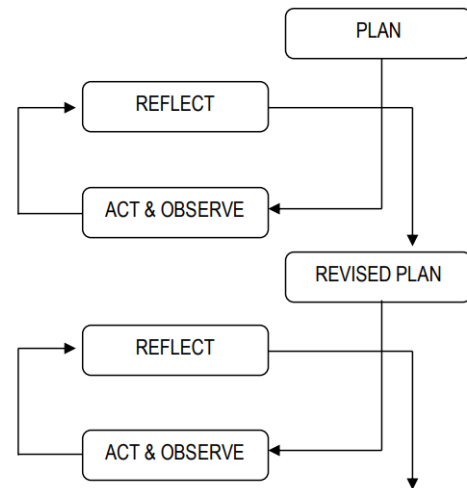 PLAN
REFLECT
ACT & OBSERVE
REVISED PLAN
REFLECT
ACT & OBSERVE